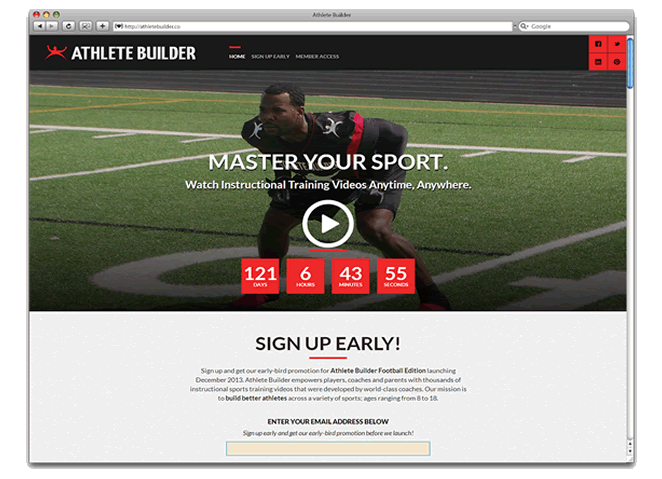 Athlete Builder
http://athletebuilder.co
Google
ATHLETE BUILDER
HOME SIGN UP EARLY MEMBER ACCESS
MASTER YOUR SPORT.
Watch Instructional Training Videos Anytime, Anywhere.
121 6 43 55
DAYS HOURS MINUTES SECONDS
SIGN UP EARLY!
Sign up and get our early-bird promotion for Athlete Builder Football Edition launching
December 2013. Athlete Builder empowers players, coaches and parents with thousands of
instructional sports training videos that were developed by world-class coaches. Our mission is
to build better athletes across a variety of sports; ages ranging from 8 to 18.
ENTER YOUR EMAIL ADDRESS BELOW
Sign up early and get our early-bird promotion before we launch!